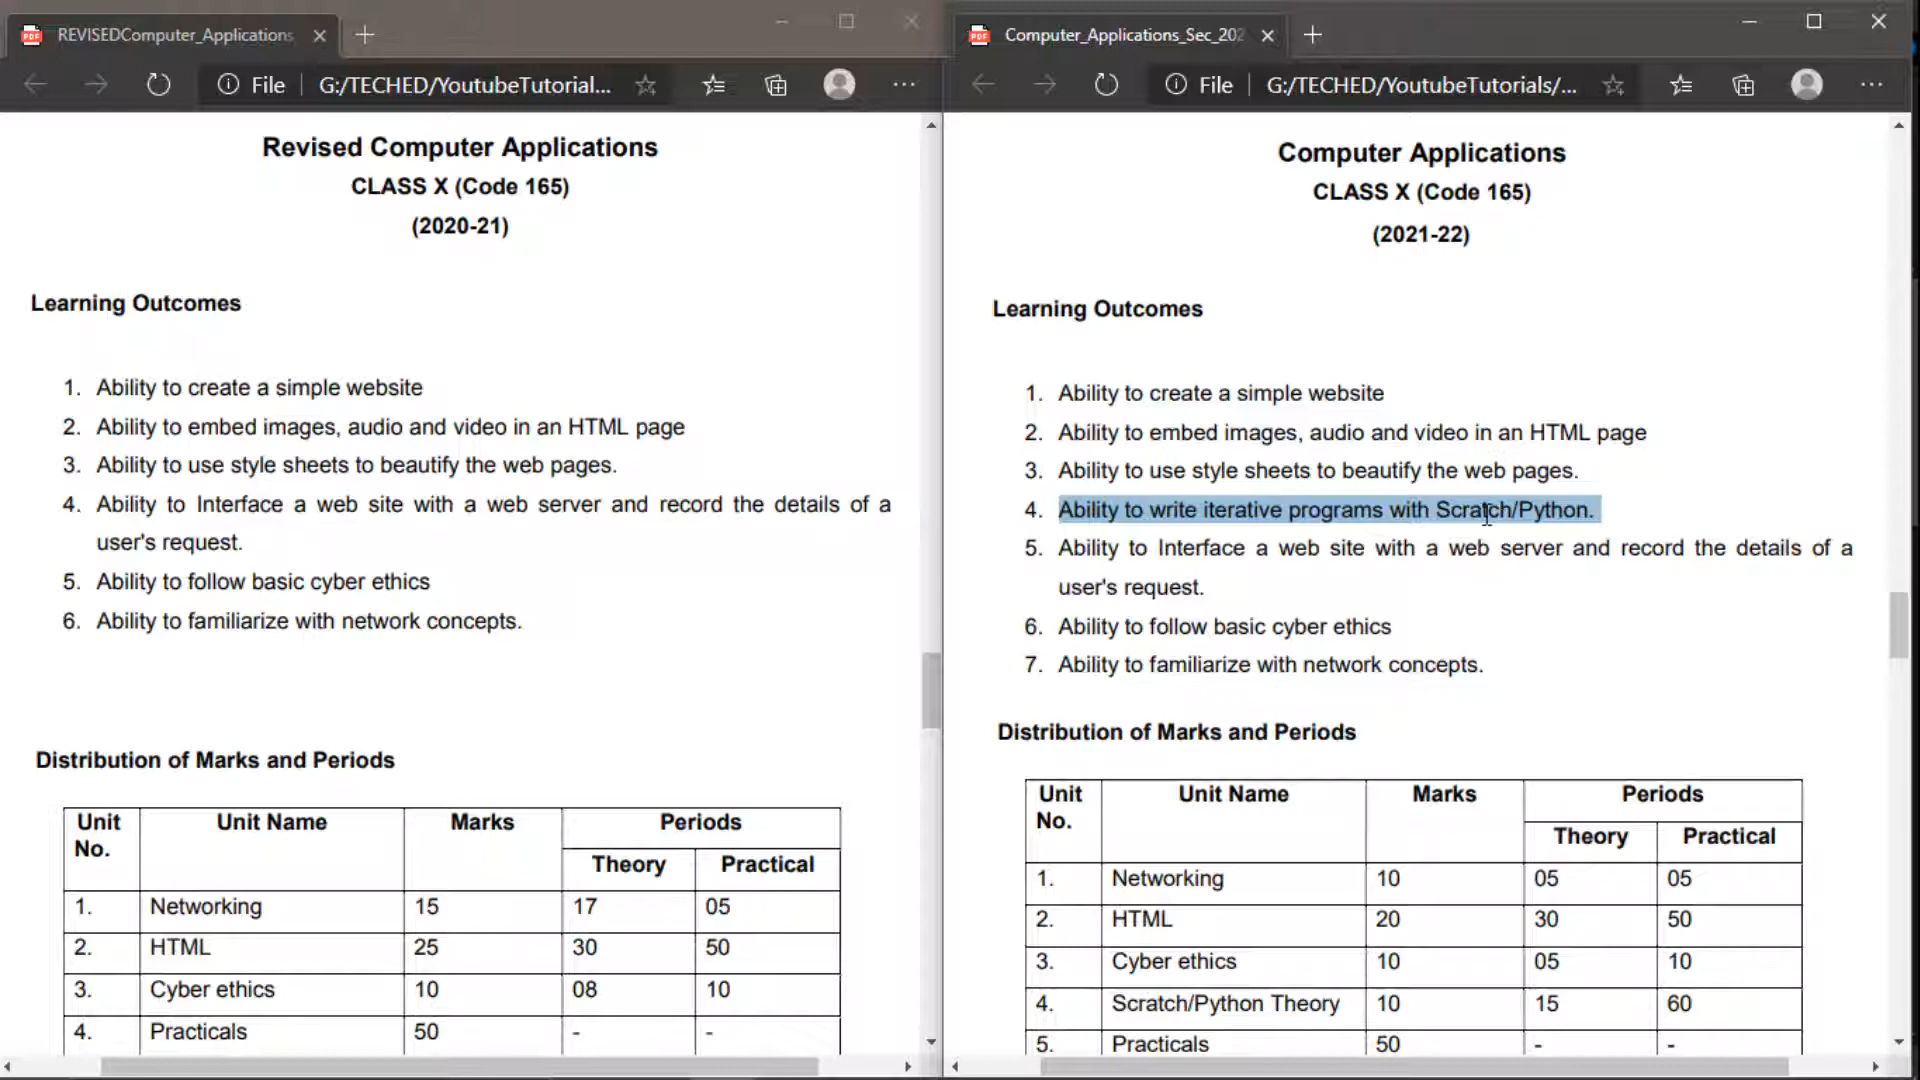 REVISEDComputer_Applications
File
G:/TECHED/YoutubeTutorial...
Revised Computer Applications
CLASS X (Code 165)
(2020-21)
Learning Outcomes
1. Ability to create a simple website
2. Ability to embed images, audio and video in an HTML page
3. Ability to use style sheets to beautify the web pages.
4. Ability to Interface a web site with a web server and record the details of a
user's request.
5. Ability to follow basic cyber ethics
6. Ability to familiarize with network concepts.
Distribution of Marks and Periods
Unit No. Unit Name Marks Periods
Theory Practical
1. Networking 15 17 05
2. HTML 25 30 50
3. Cyber ethics 10 08 10
4. Practicals 50 - -
Computer_Applications_Sec_202
File
G:/TECHED/YoutubeTutorials/...
Computer Applications
CLASS X (Code 165)
(2021-22)
Learning Outcomes
1. Ability to create a simple website
2. Ability to embed images, audio and video in an HTML page
3. Ability to use style sheets to beautify the web pages.
4. Ability to write iterative programs with Scratch/Python.
5. Ability to Interface a web site with a web server and record the details of a
user's request.
6. Ability to follow basic cyber ethics
7. Ability to familiarize with network concepts.
Distribution of Marks and Periods
Unit No. Unit Name Marks Periods
Theory Practical
1. Networking 10 05 05
2. HTML 20 30 50
3. Cyber ethics 10 05 10
4. Scratch/Python Theory 10 15 60
5. Practicals 50 - -